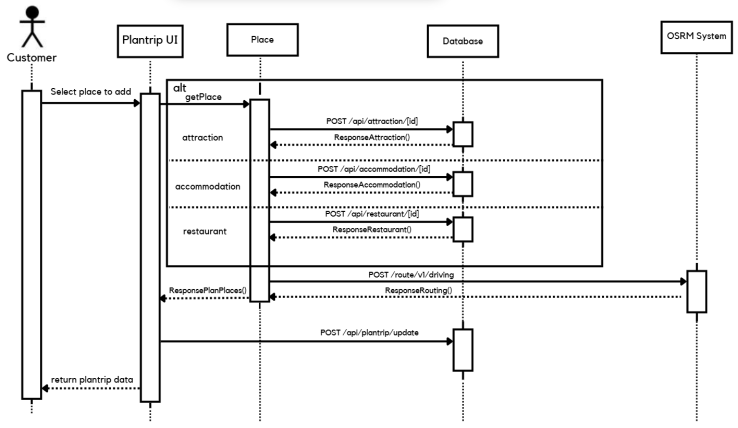 Customer
Plantrip UI
Place
Database
OSRM System
Select place to add
alt
getPlace
POST /api/attraction/[id]
attraction
ResponseAttraction()
POST /api/accommodation/[id]
accommodation
ResponseAccommodation()
POST /api/restaurant/[id]
restaurant
ResponseRestaurant()
POST /route/v1/driving
ResponsePlanPlaces()
ResponseRouting()
POST /api/plantrip/update
return plantrip data